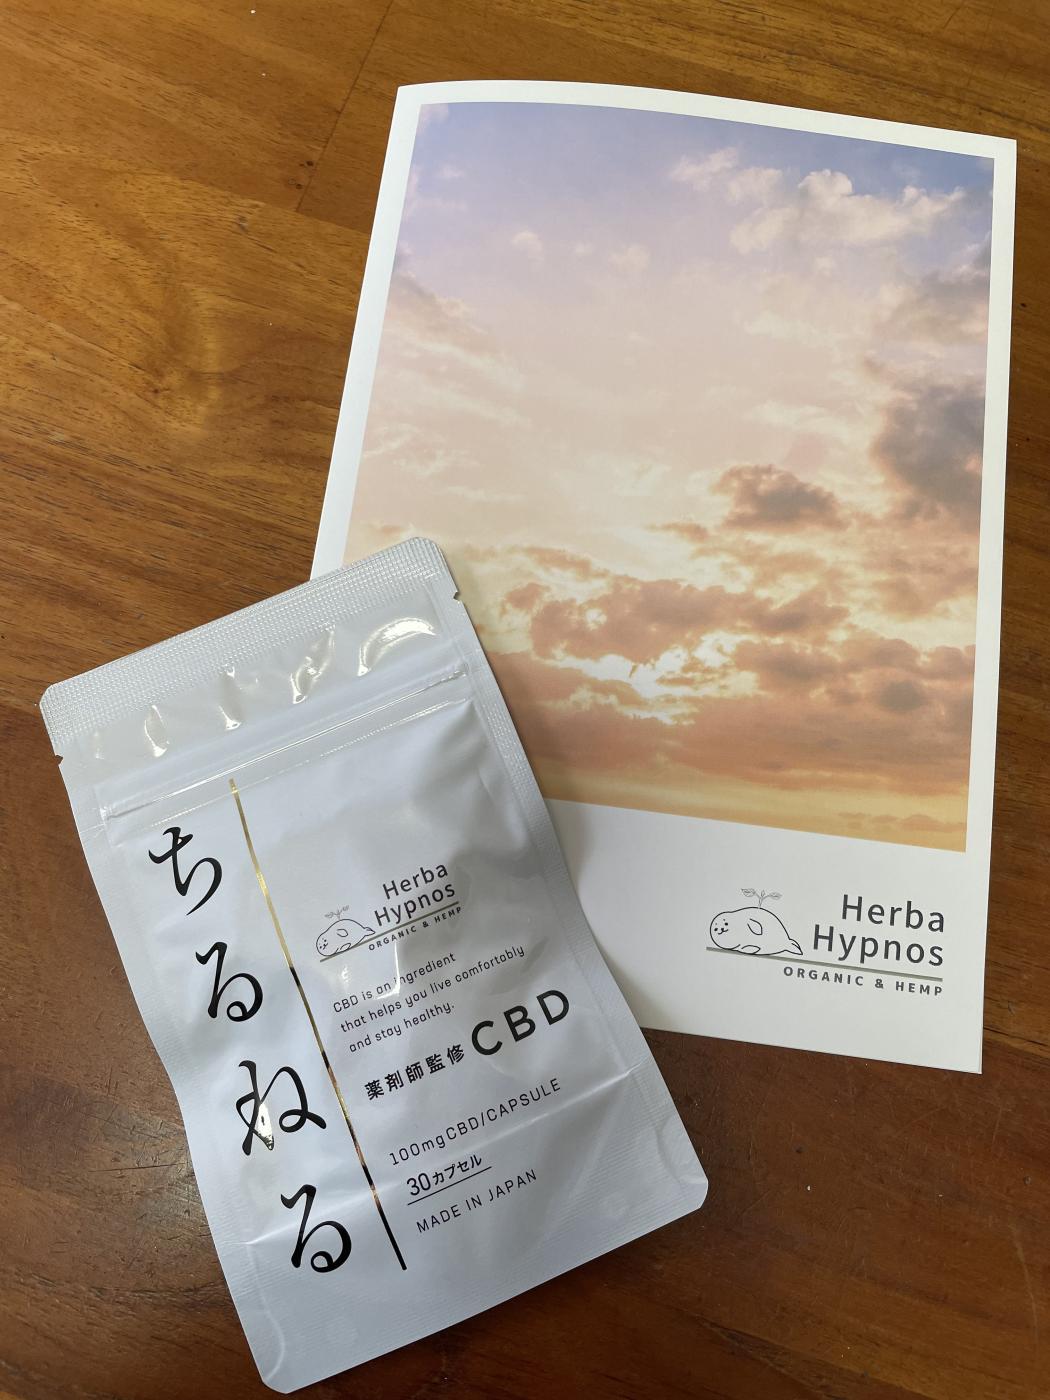 Herba
Hypnos
ORGANIC & HEMP
ちるねる
Herba
Hypnos
ORGANIC & HEMP
CBD is an ingredient
that helps you live comfortably
and stay healthy.
薬剤師監修 CBD
100mgCBD/CAPSULE
30カプセル
MADE IN JAPAN